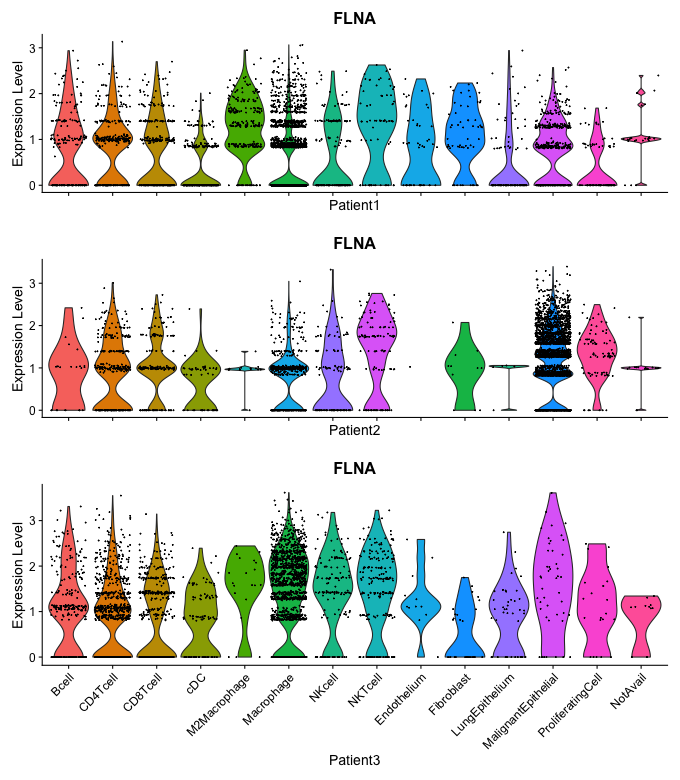 FLNA
Expression Level
3
2
1
0
Patient1
FLNA
Expression Level
3
2
1
0
Patient2
FLNA
Expression Level
3
2
1
0
Bcell
CD4Tcell
CD8Tcell
cDC
M2Macrophage
Macrophage
NKcell
NKTcell
Endothelium
Fibroblast
LungEpithelium
MalignantEpithelial
ProliferatingCell
NotAvail
Patient3